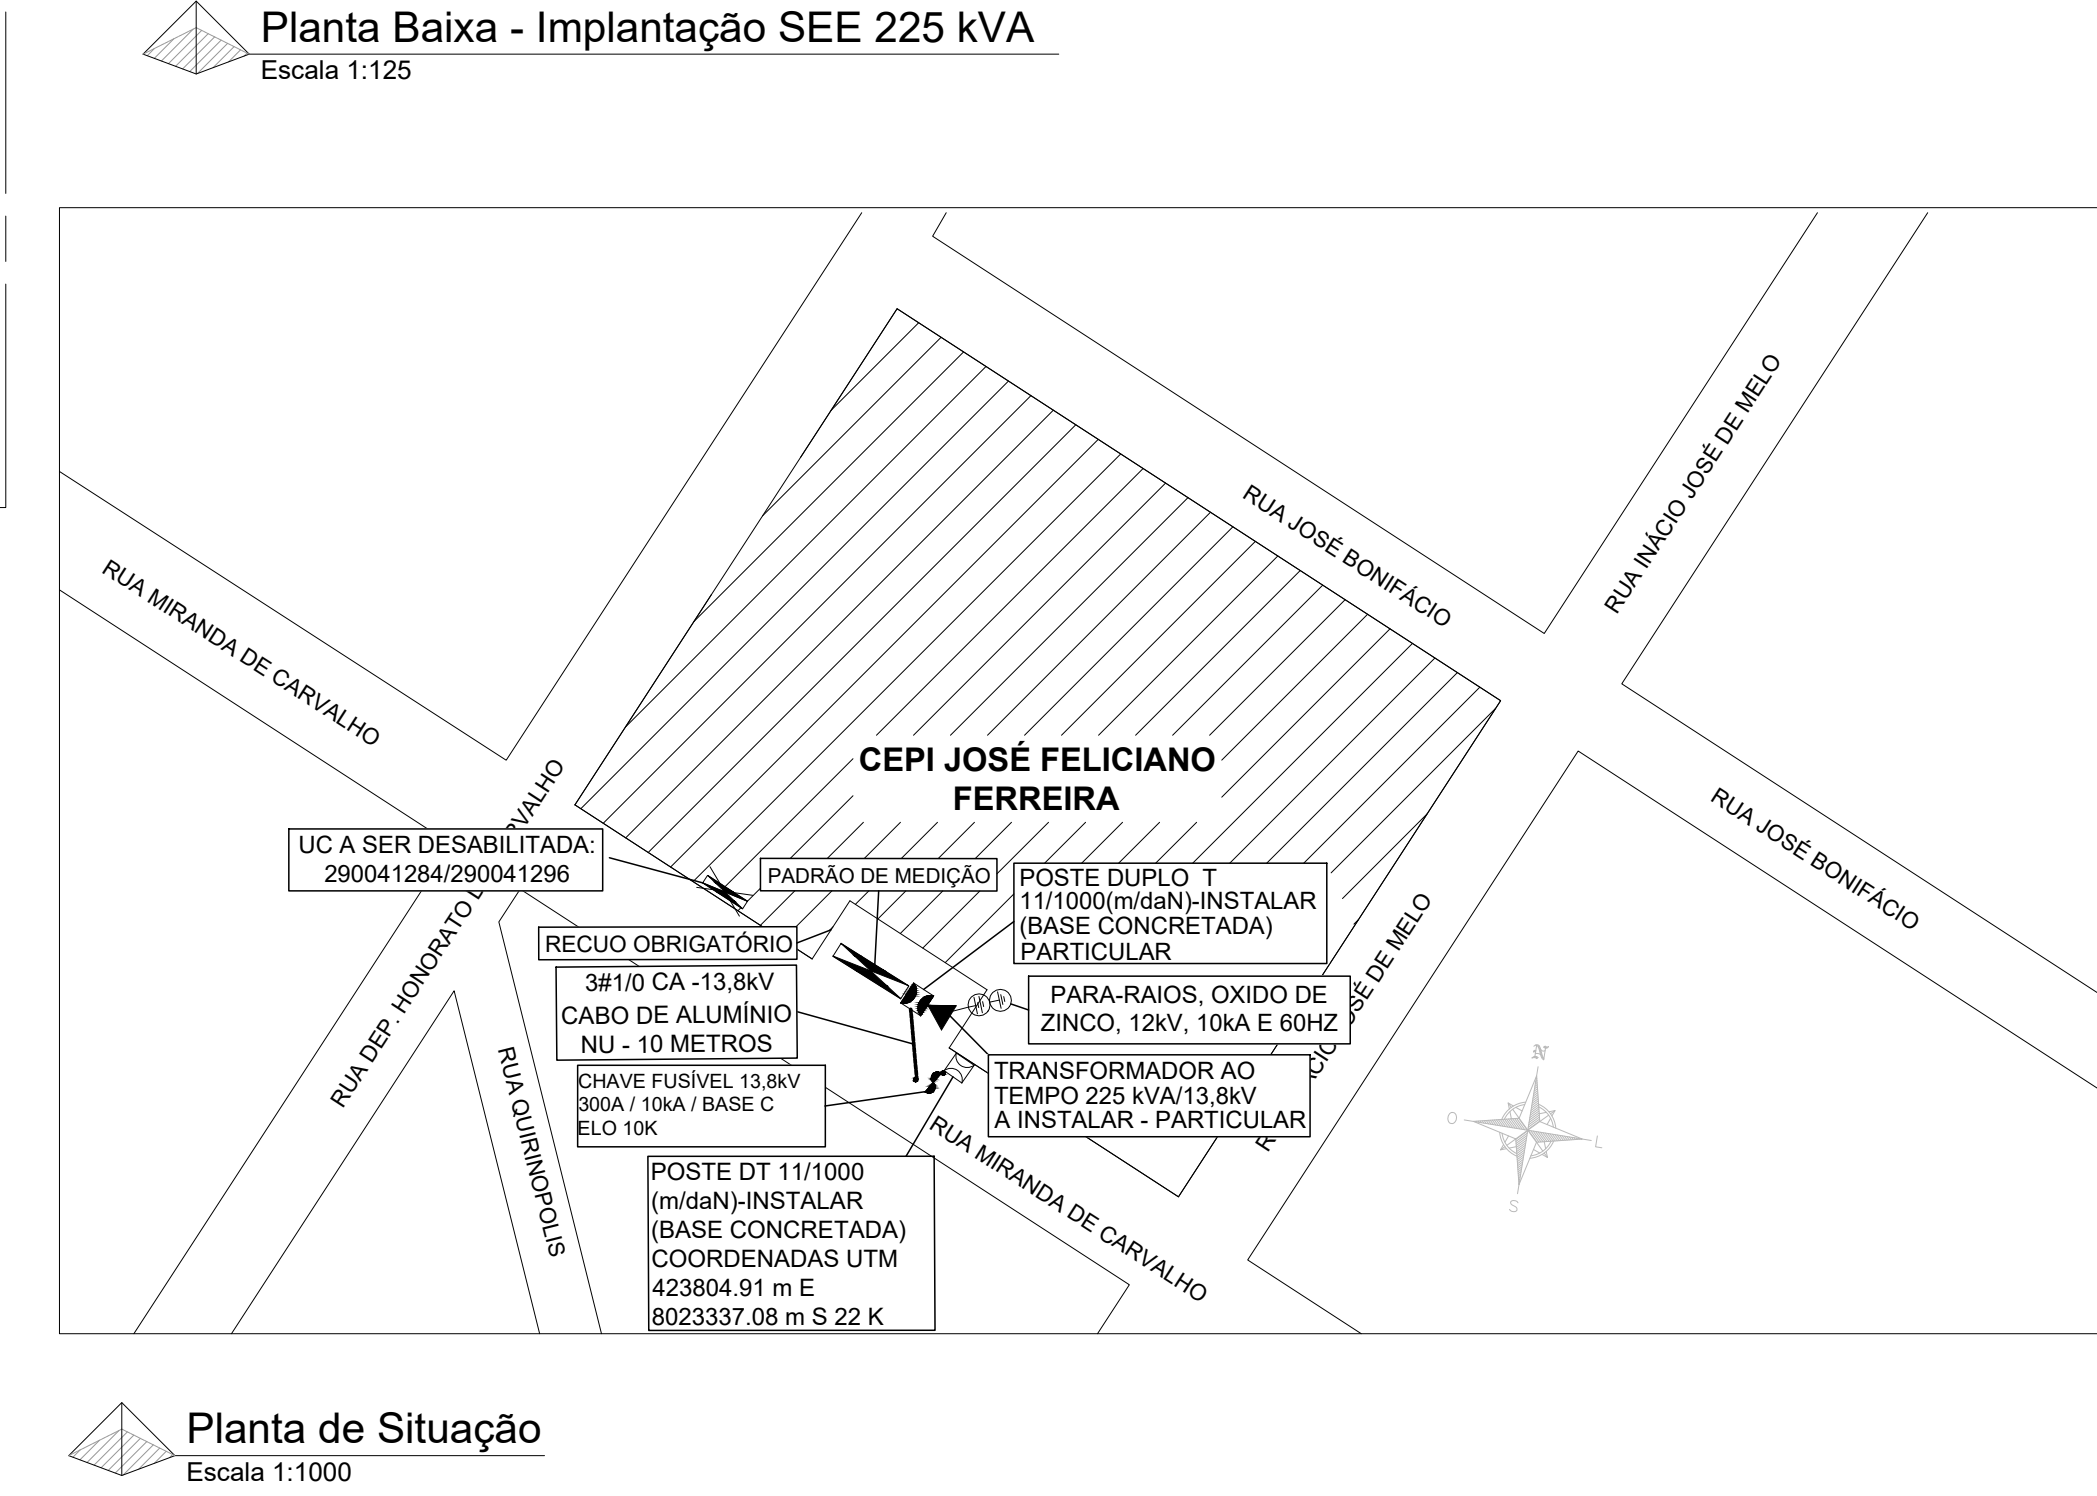 Planta Baixa - Implantação SEE 225 kVA
Escala 1:125
RUA INÁCIO JOSÉ DE MELO
RUA JOSÉ BONIFÁCIO
RUA MIRANDA DE CARVALHO
CEPI JOSÉ FELICIANO
FERREIRA
RUA JOSÉ BONIFÁCIO
UC A SER DESABILITADA:
290041284/290041296
PADRÃO DE MEDIÇÃO
POSTE DUPLO T
11/1000(m/daN)-INSTALAR
(BASE CONCRETADA)
PARTICULAR
RUA DEP. HONORATO
RVALHO
RECUO OBRIGATÓRIO
3#1/0 CA -13,8kV
CABO DE ALUMÍNIO
NU - 10 METROS
PARA-RAIOS, OXIDO DE
ZINCO, 12kV, 10kA E 60HZ
CIO
SÉ DE MELO
CHAVE FUSÍVEL 13,8kV
300A / 10kA / BASE C
ELO 10K
TRANSFORMADOR AO
TEMPO 225 kVA/13,8kV
A INSTALAR - PARTICULAR
RUA QUIRINOPOLIS
RUA MIRANDA DE CARVALHO
POSTE DT 11/1000
(m/daN)-INSTALAR
(BASE CONCRETADA)
COORDENADAS UTM
423804.91 m E
8023337.08 m S 22 K
N
O
L
S
Planta de Situação
Escala 1:1000